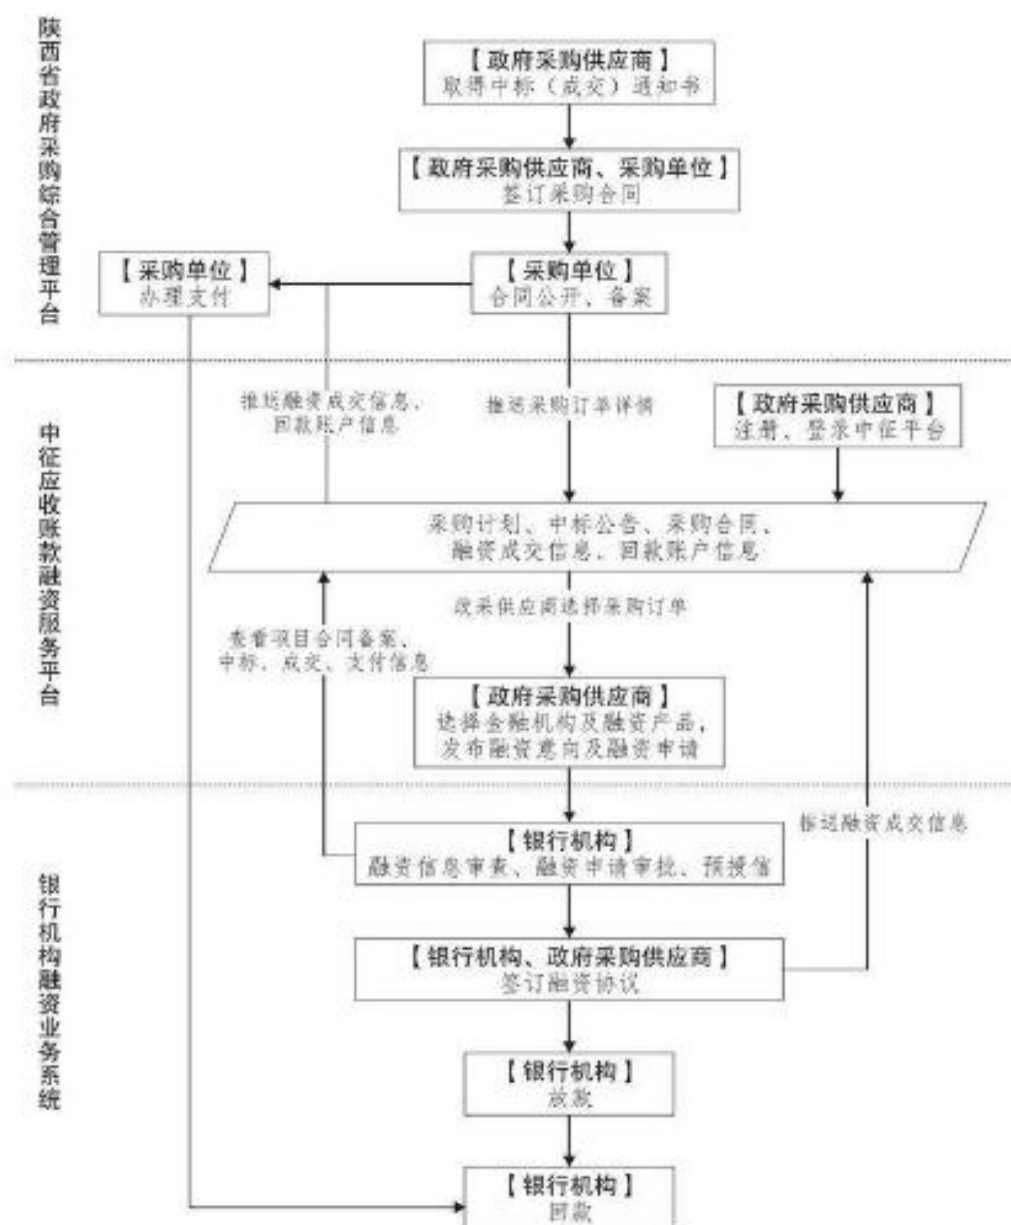 陕西省政府采购综合管理平台
【政府采购供应商】
取得中标（成交）通知书
【政府采购供应商、采购单位】
签订采购合同
【采购单位】
办理支付
【采购单位】
合同公开、备案
中征应收账款融资服务平台
推送融资成交信息、
回款账户信息
推送采购订单详情
【政府采购供应商】
注册、登录中征平台
采购计划、中标公告、采购合同、
融资成交信息、回款账户信息
政采供应商选择采购订单
查看项目合同备案、
中标、成交、支付信息
【政府采购供应商】
选择金融机构及融资产品，
发布融资意向及融资申请
银行机构融资业务系统
【银行机构】
融资信息审查、融资申请审批、预授信
推送融资成交信息
【银行机构、政府采购供应商】
签订融资协议
【银行机构】
放款
【银行机构】
回款